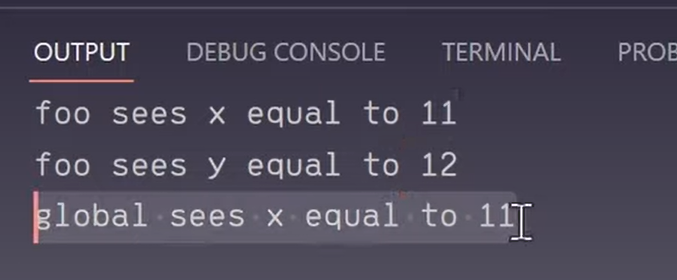 OUTPUT DEBUG CONSOLE TERMINAL PROB
foo sees x equal to 11
foo sees y equal to 12
global sees x equal to 11